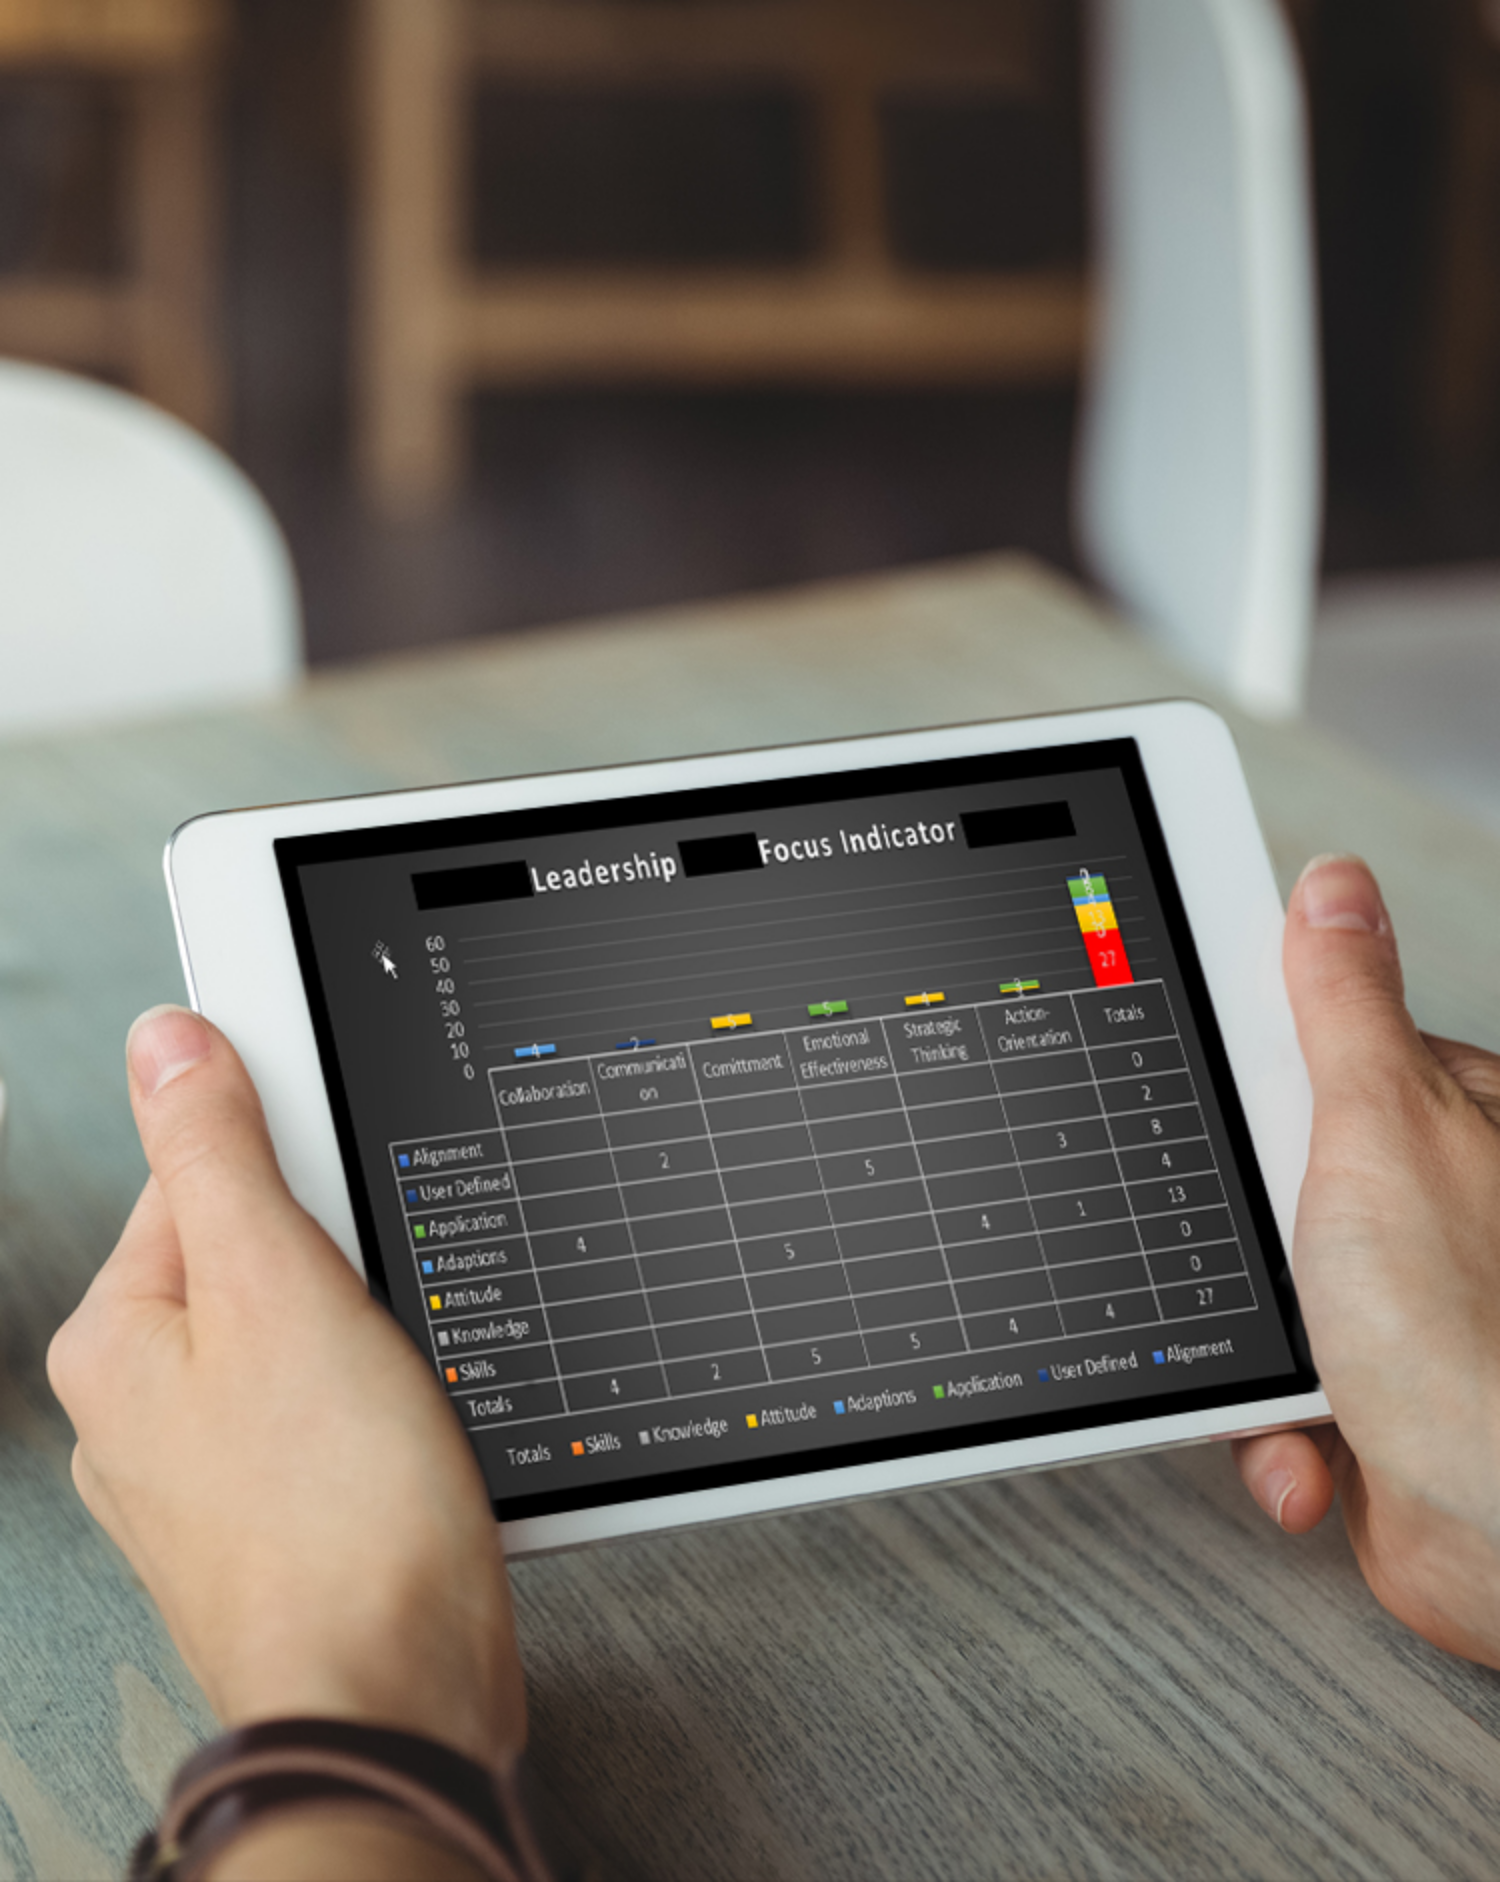 Leadership Focus Indicator
60
50
40
30
20
10
0
4 2 5 5 4 3 13 27
Collaboration Communicati on Comittment Emotional Effectiveness Strategic Thinking Action-Orientation Totals
Alignment 0
User Defined 2 2
Application 5 3 8
Adaptions 4 4
Attitude 5 4 1 13
Knowledge 0
Skills 0
Totals 4 2 5 5 4 4 27
Totals Skills Knowledge Attitude Adaptions Application User Defined Alignment